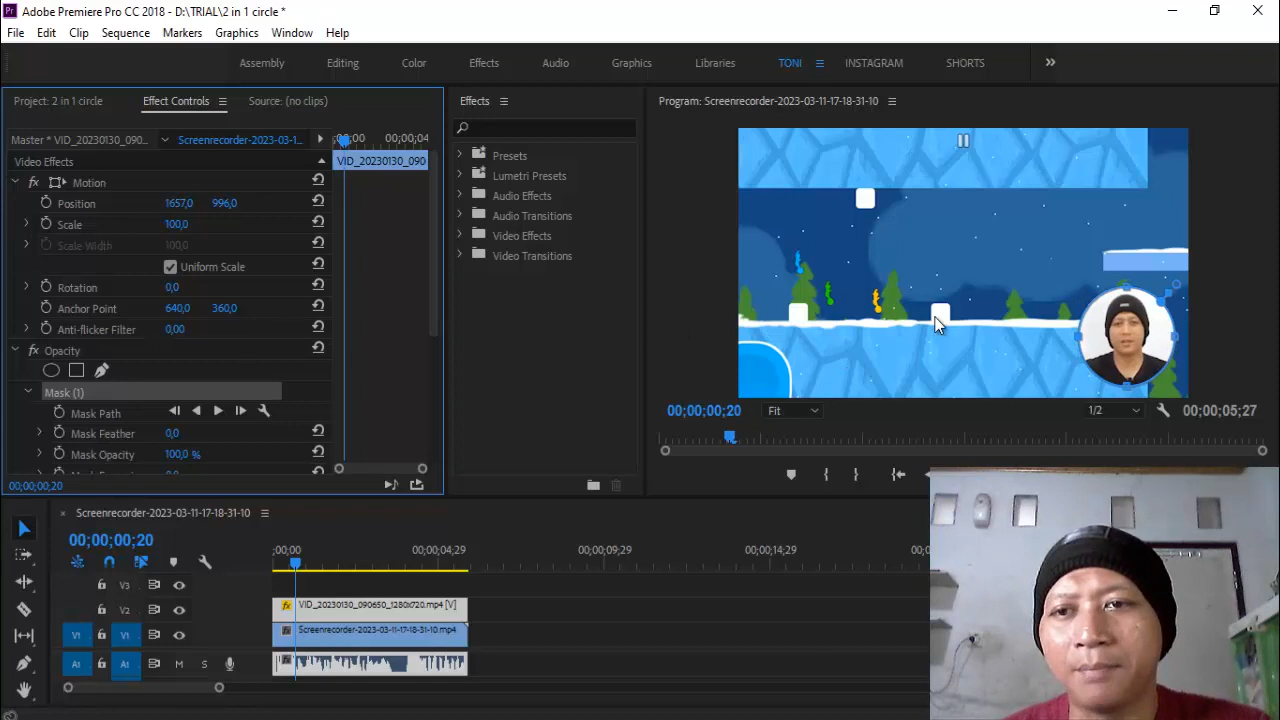 Adobe Premiere Pro CC 2018 - D:\TRIAL\2 in 1 circle *
File Edit Clip Sequence Markers Graphics Window Help
Assembly Editing Color Effects Audio Graphics Libraries TONI INSTAGRAM SHORTS
Project: 2 in 1 circle Effect Controls Source: (no clips)
Effects
Program: Screenrecorder-2023-03-11-17-18-31-10
Master * VID_20230130_090... Screenrecorder-2023-03-1... 00;00 00;00;04
Video Effects VID_20230130_090
fx Motion
Position 1657,0 996,0
Scale 100,0
Scale Width 100,0
Uniform Scale
Rotation 0,0
Anchor Point 640,0 360,0
Anti-flicker Filter 0,00
fx Opacity
Mask (1)
Mask Path
Mask Feather 0,0
Mask Opacity 100,0 %
00;00;00;20
Presets
Lumetri Presets
Audio Effects
Audio Transitions
Video Effects
Video Transitions
00;00;00;20 Fit 1/2 00;00;05;27
Screenrecorder-2023-03-11-17-18-31-10
00;00;00;20
;00;00 00;00;04;29 00;00;09;29 00;00;14;29
V3
V2 fx VID_20230130_090650_1280x720.mp4 [V]
V1 V1 Screenrecorder-2023-03-11-17-18-31-10.mp4
A1 A1 M S